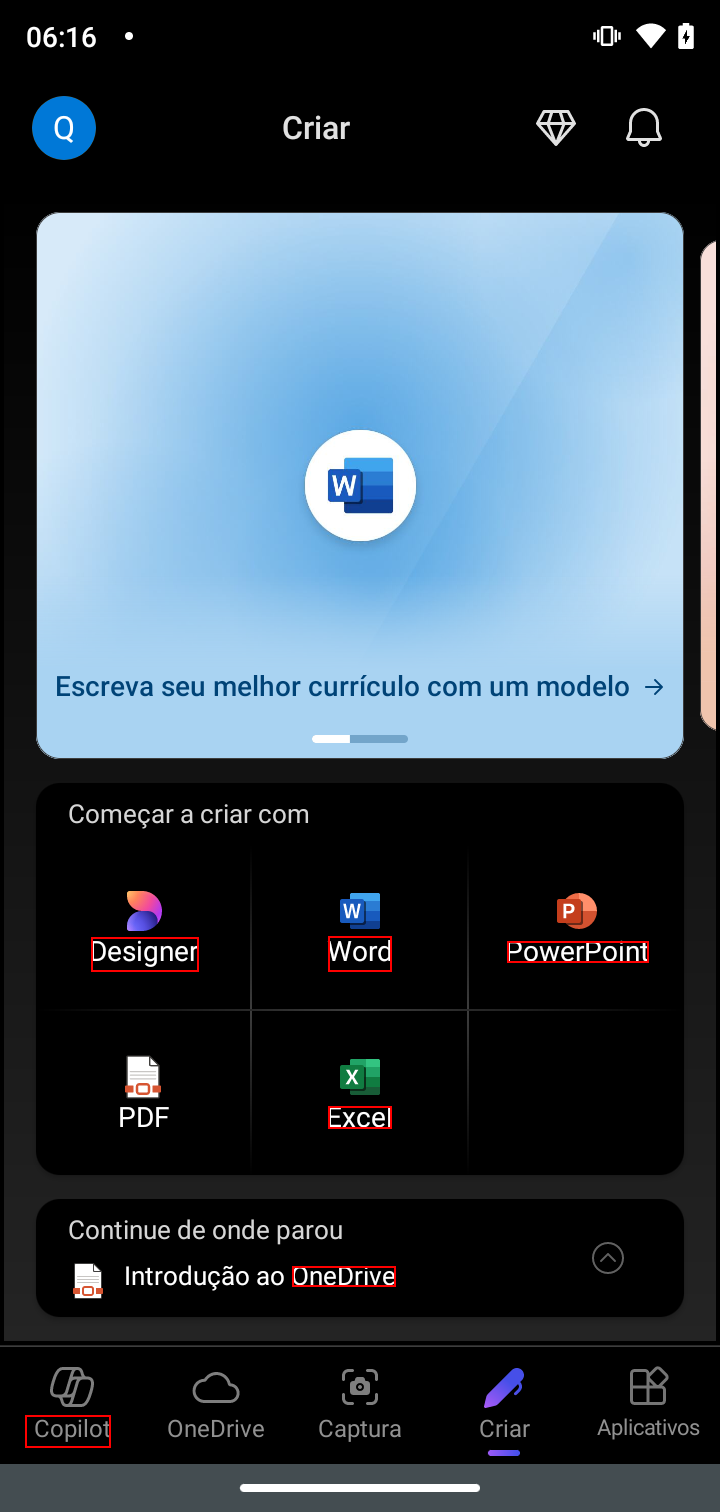 06:16
Q
Criar
W
Escreva seu melhor currículo com um modelo →
Começar a criar com
W
P
Designer
Word
PowerPoint
X
PDF
Excel
Continue de onde parou
Introdução ao OneDrive
Copilot
OneDrive
Captura
Criar
Aplicativos